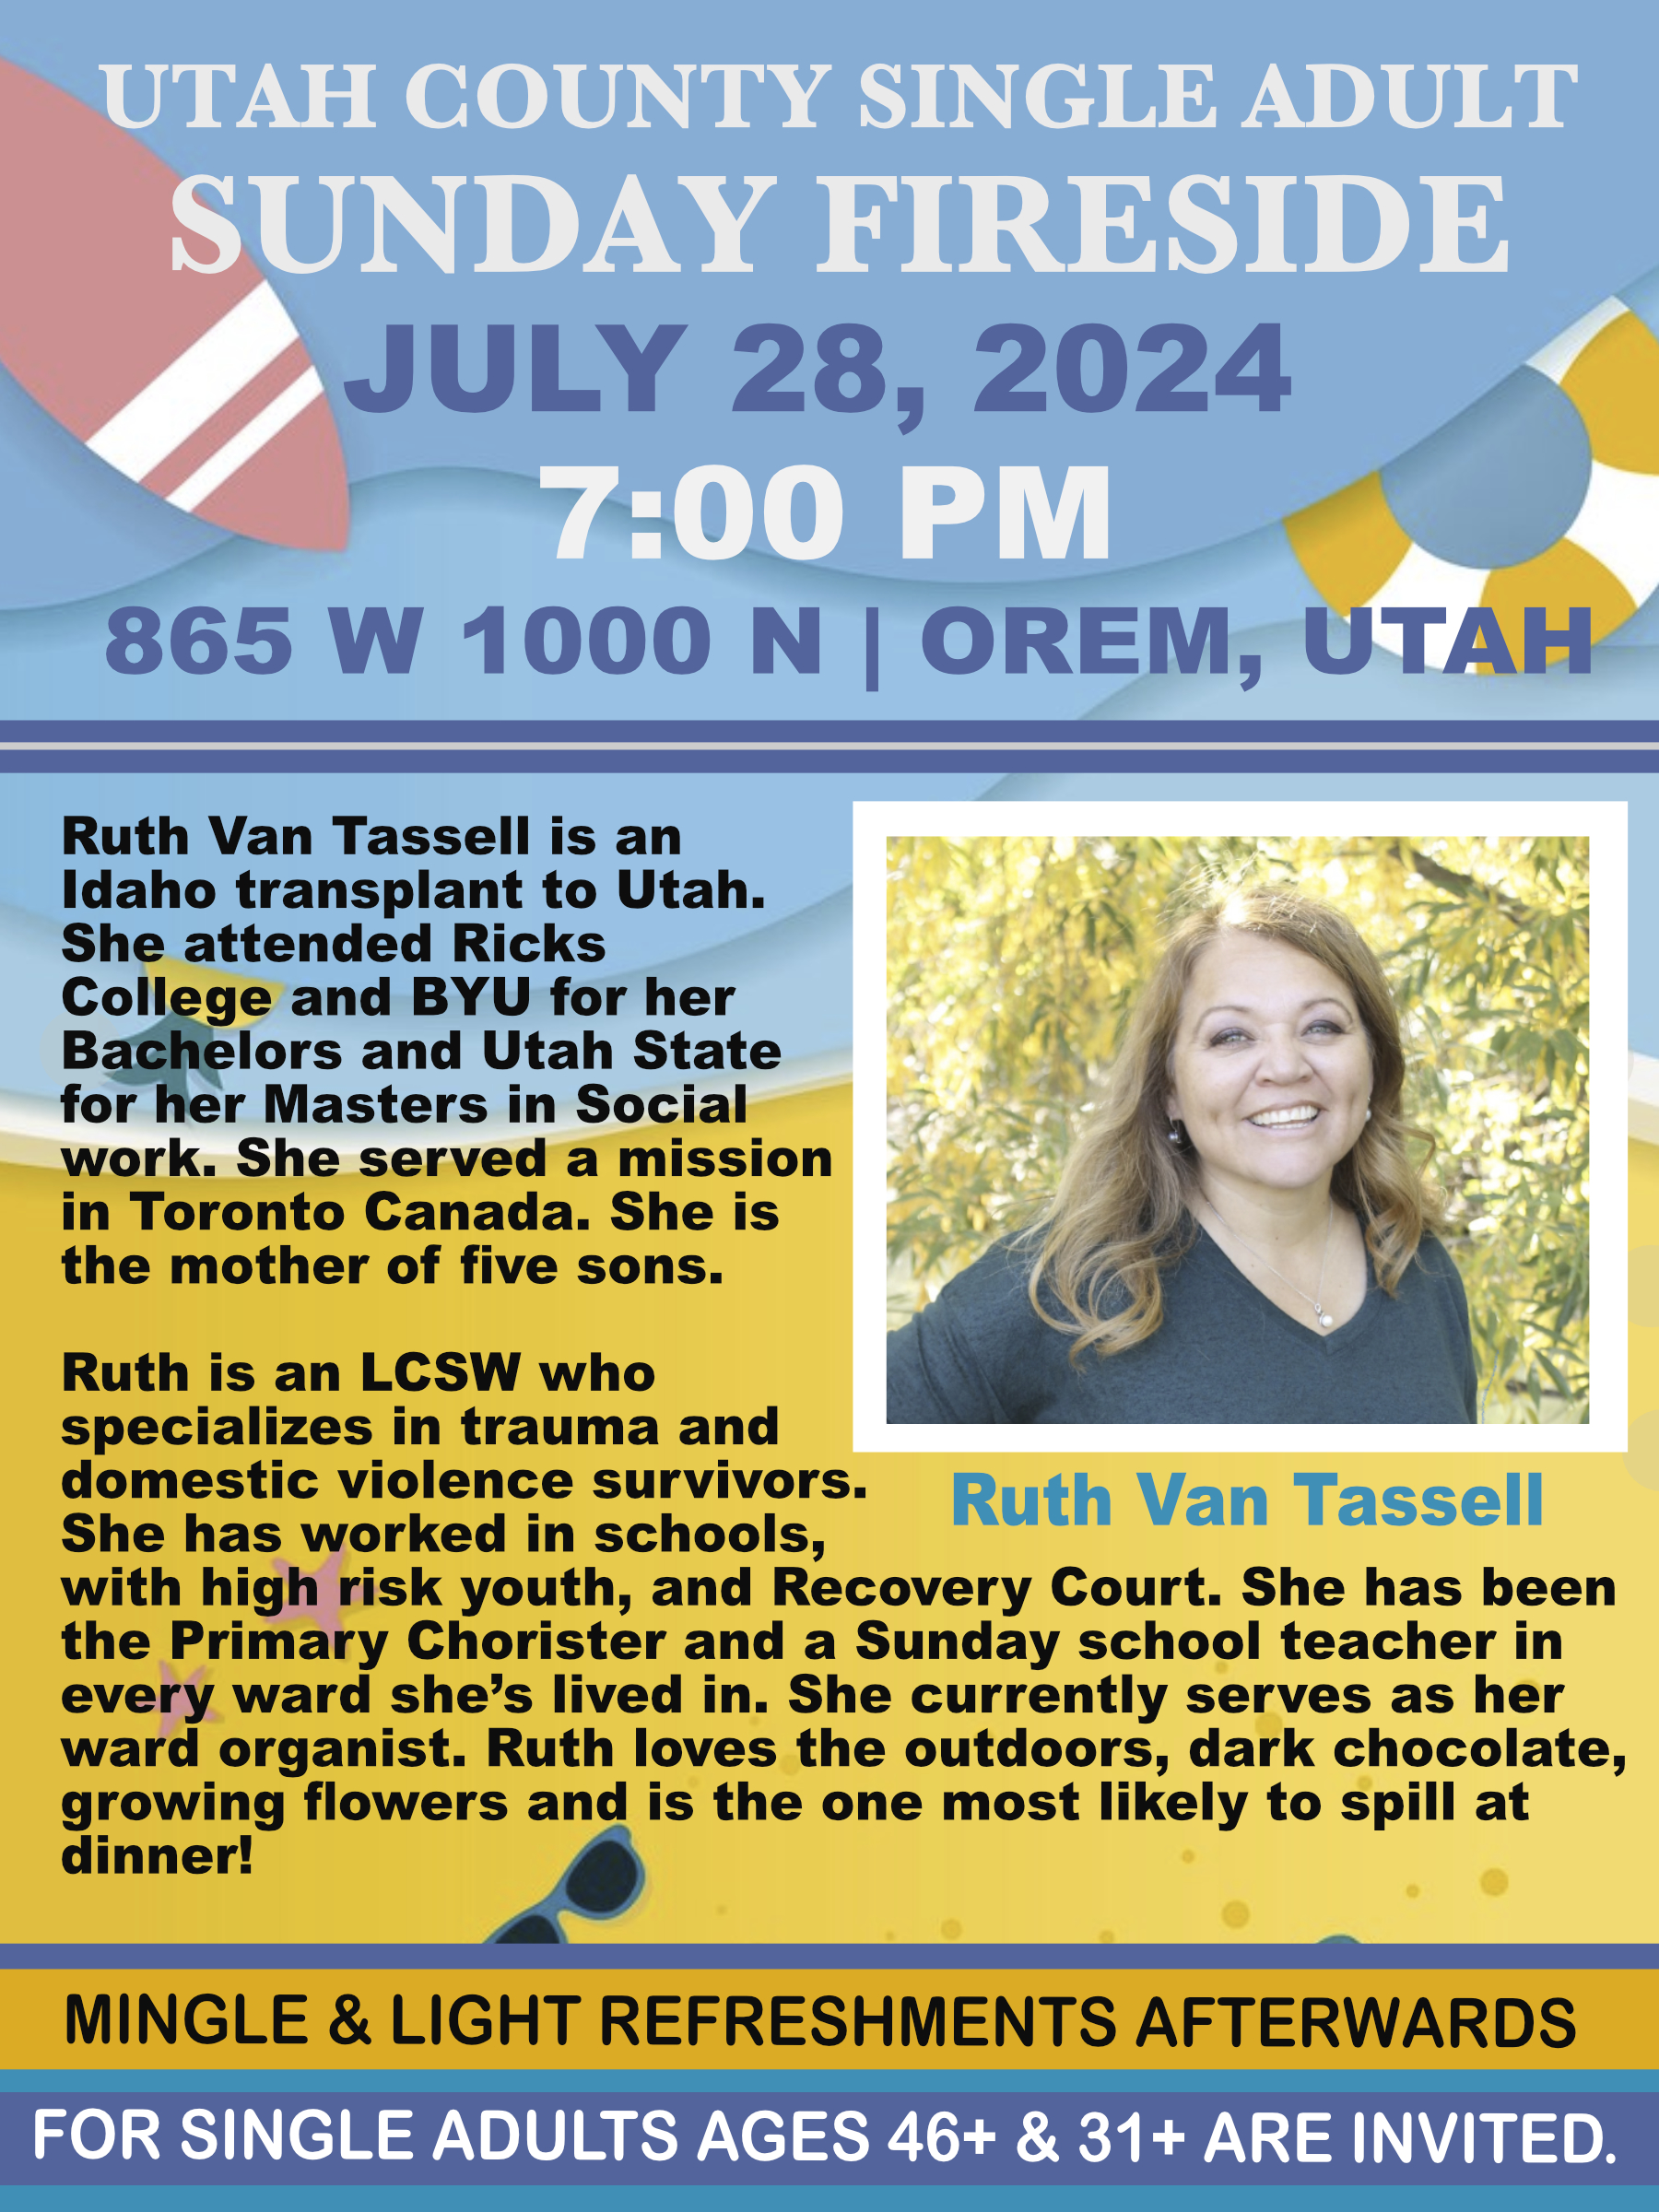 UTAH COUNTY SINGLE ADULT
SUNDAY FIRESIDE
JULY 28, 2024
7:00 PM
865 W 1000 N | OREM, UTAH
Ruth Van Tassell is an
Idaho transplant to Utah.
She attended Ricks
College and BYU for her
Bachelors and Utah State
for her Masters in Social
work. She served a mission
in Toronto Canada. She is
the mother of five sons.
Ruth is an LCSW who
specializes in trauma and
domestic violence survivors.
She has worked in schools,
with high risk youth, and Recovery Court. She has been
the Primary Chorister and a Sunday school teacher in
every ward she’s lived in. She currently serves as her
ward organist. Ruth loves the outdoors, dark chocolate,
growing flowers and is the one most likely to spill at
dinner!
Ruth Van Tassell
MINGLE & LIGHT REFRESHMENTS AFTERWARDS
FOR SINGLE ADULTS AGES 46+ & 31+ ARE INVITED.